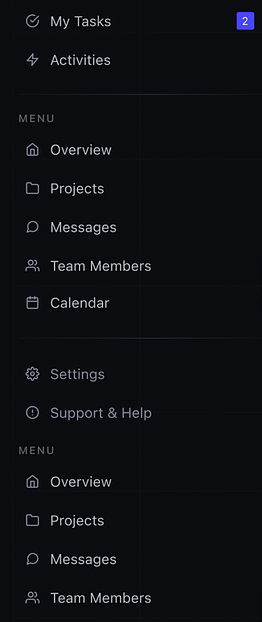 My Tasks 2
Activities
MENU
Overview
Projects
Messages
Team Members
Calendar
Settings
Support & Help
MENU
Overview
Projects
Messages
Team Members